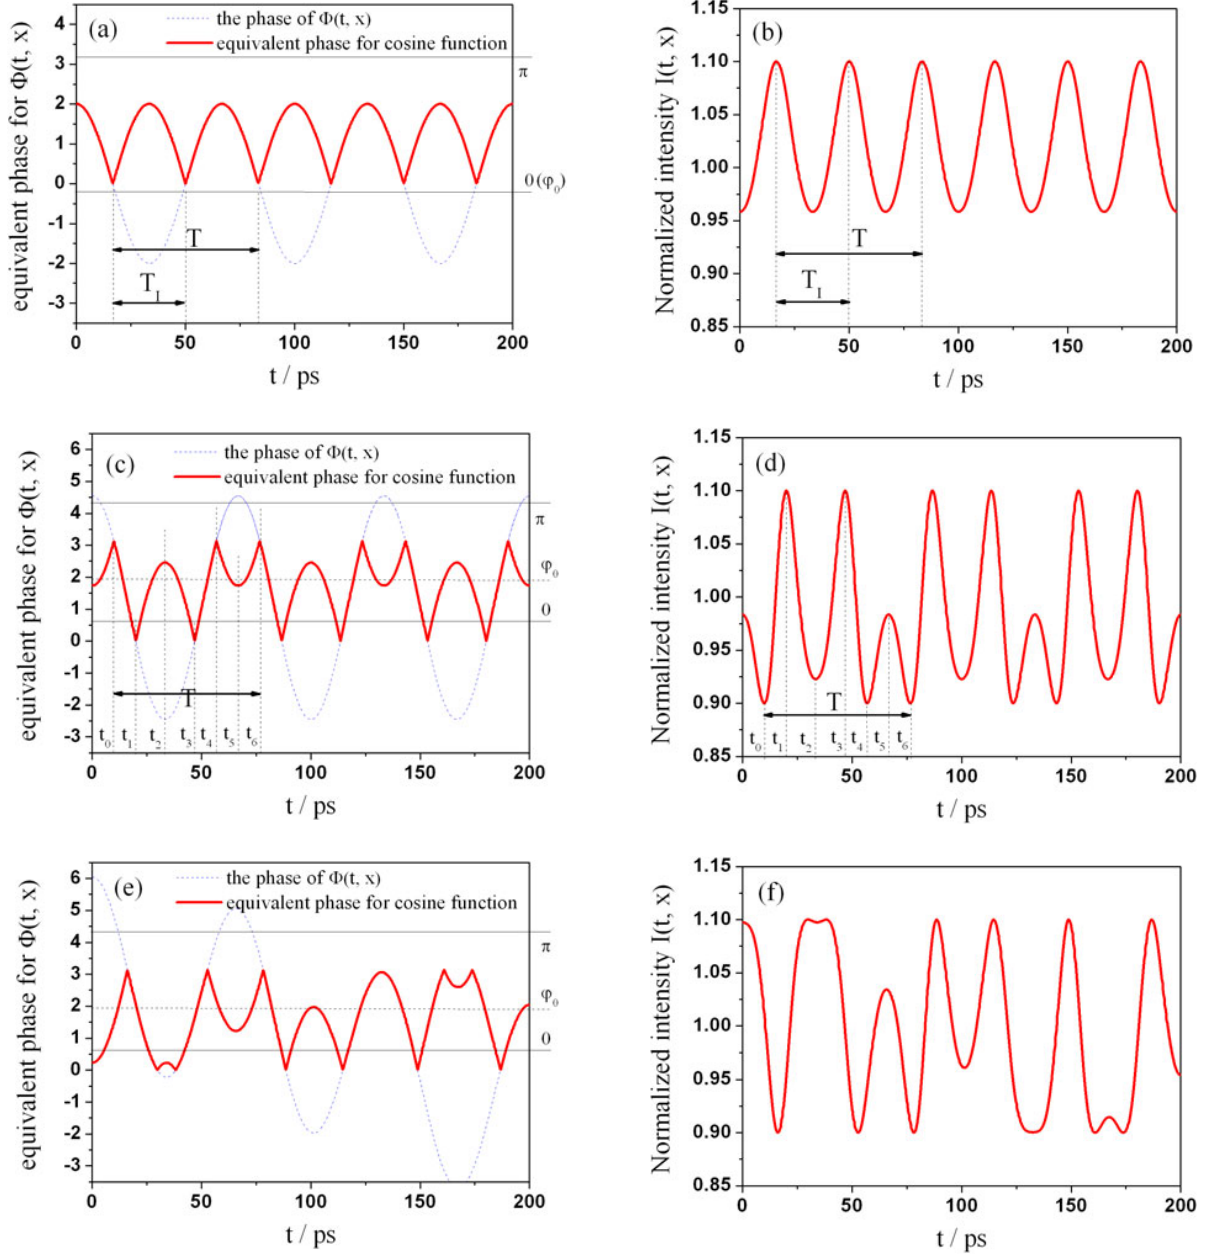 (a)
the phase of Φ(t, x)
equivalent phase for cosine function
equivalent phase for Φ(t, x)
4
3
2
1
0
-1
-2
-3
π
0 (φ₀)
T
T_I
0 50 100 150 200
t / ps
(b)
Normalized intensity I(t, x)
1.15
1.10
1.05
1.00
0.95
0.90
0.85
T
T_I
0 50 100 150 200
t / ps
(c)
the phase of Φ(t, x)
equivalent phase for cosine function
equivalent phase for Φ(t, x)
6
5
4
3
2
1
0
-1
-2
-3
π
φ₀
0
T
t₀ t₁ t₂ t₃ t₄ t₅ t₆
0 50 100 150 200
t / ps
(d)
Normalized intensity I(t, x)
1.15
1.10
1.05
1.00
0.95
0.90
0.85
T
t₀ t₁ t₂ t₃ t₄ t₅ t₆
0 50 100 150 200
t / ps
(e)
the phase of Φ(t, x)
equivalent phase for cosine function
equivalent phase for Φ(t, x)
6
5
4
3
2
1
0
-1
-2
-3
π
φ₀
0
0 50 100 150 200
t / ps
(f)
Normalized intensity I(t, x)
1.15
1.10
1.05
1.00
0.95
0.90
0.85
0 50 100 150 200
t / ps